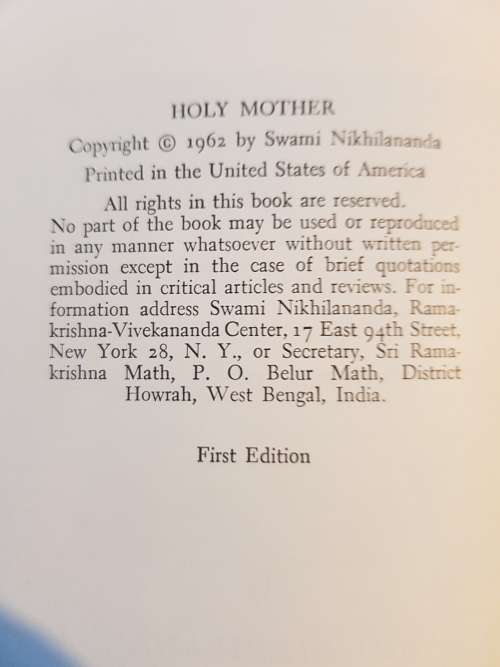 HOLY MOTHER
Copyright © 1962 by Swami Nikhilananda
Printed in the United States of America
All rights in this book are reserved.
No part of the book may be used or reproduced
in any manner whatsoever without written per-
mission except in the case of brief quotations
embodied in critical articles and reviews. For in-
formation address Swami Nikhilananda, Rama-
krishna-Vivekananda Center, 17 East 94th Street,
New York 28, N. Y., or Secretary, Sri Rama-
krishna Math, P. O. Belur Math, District
Howrah, West Bengal, India.
First Edition